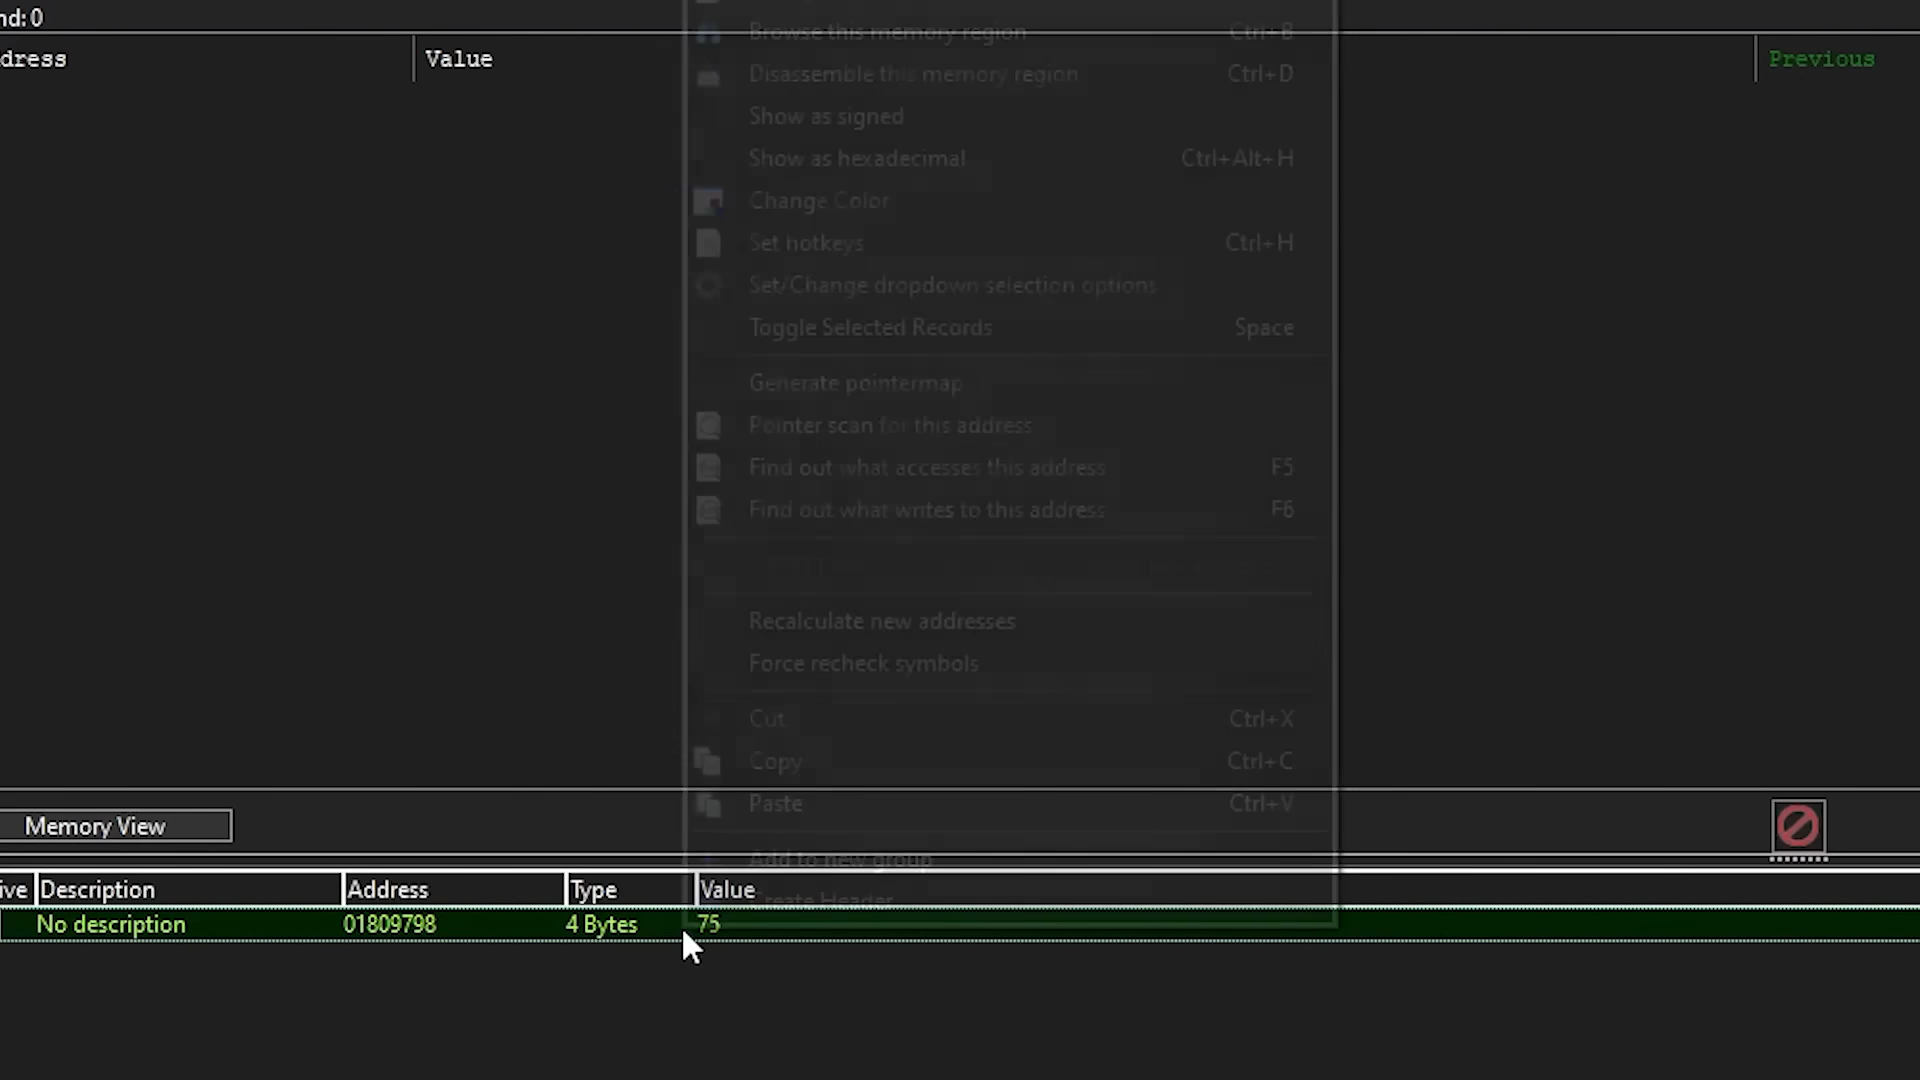 nd: 0
dress Value Previous
Browse this memory region Ctrl+B
Disassemble this memory region Ctrl+D
Show as signed
Show as hexadecimal Ctrl+Alt+H
Change Color
Set hotkeys Ctrl+H
Set/Change dropdown selection options
Toggle Selected Records Space
Generate pointermap
Pointer scan for this address
Find out what accesses this address F5
Find out what writes to this address F6
Recalculate new addresses
Force recheck symbols
Cut Ctrl+X
Copy Ctrl+C
Paste Ctrl+V
Memory View
Add to new group
ive Description Address Type Value
Create Header
No description 01809798 4 Bytes 75